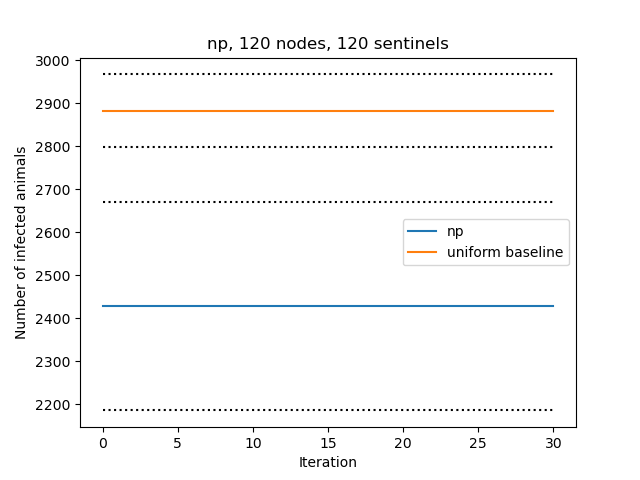 np, 120 nodes, 120 sentinels
3000
2900
2800
2700
2600
2500
2400
2300
2200
Number of infected animals
np
uniform baseline
0 5 10 15 20 25 30
Iteration